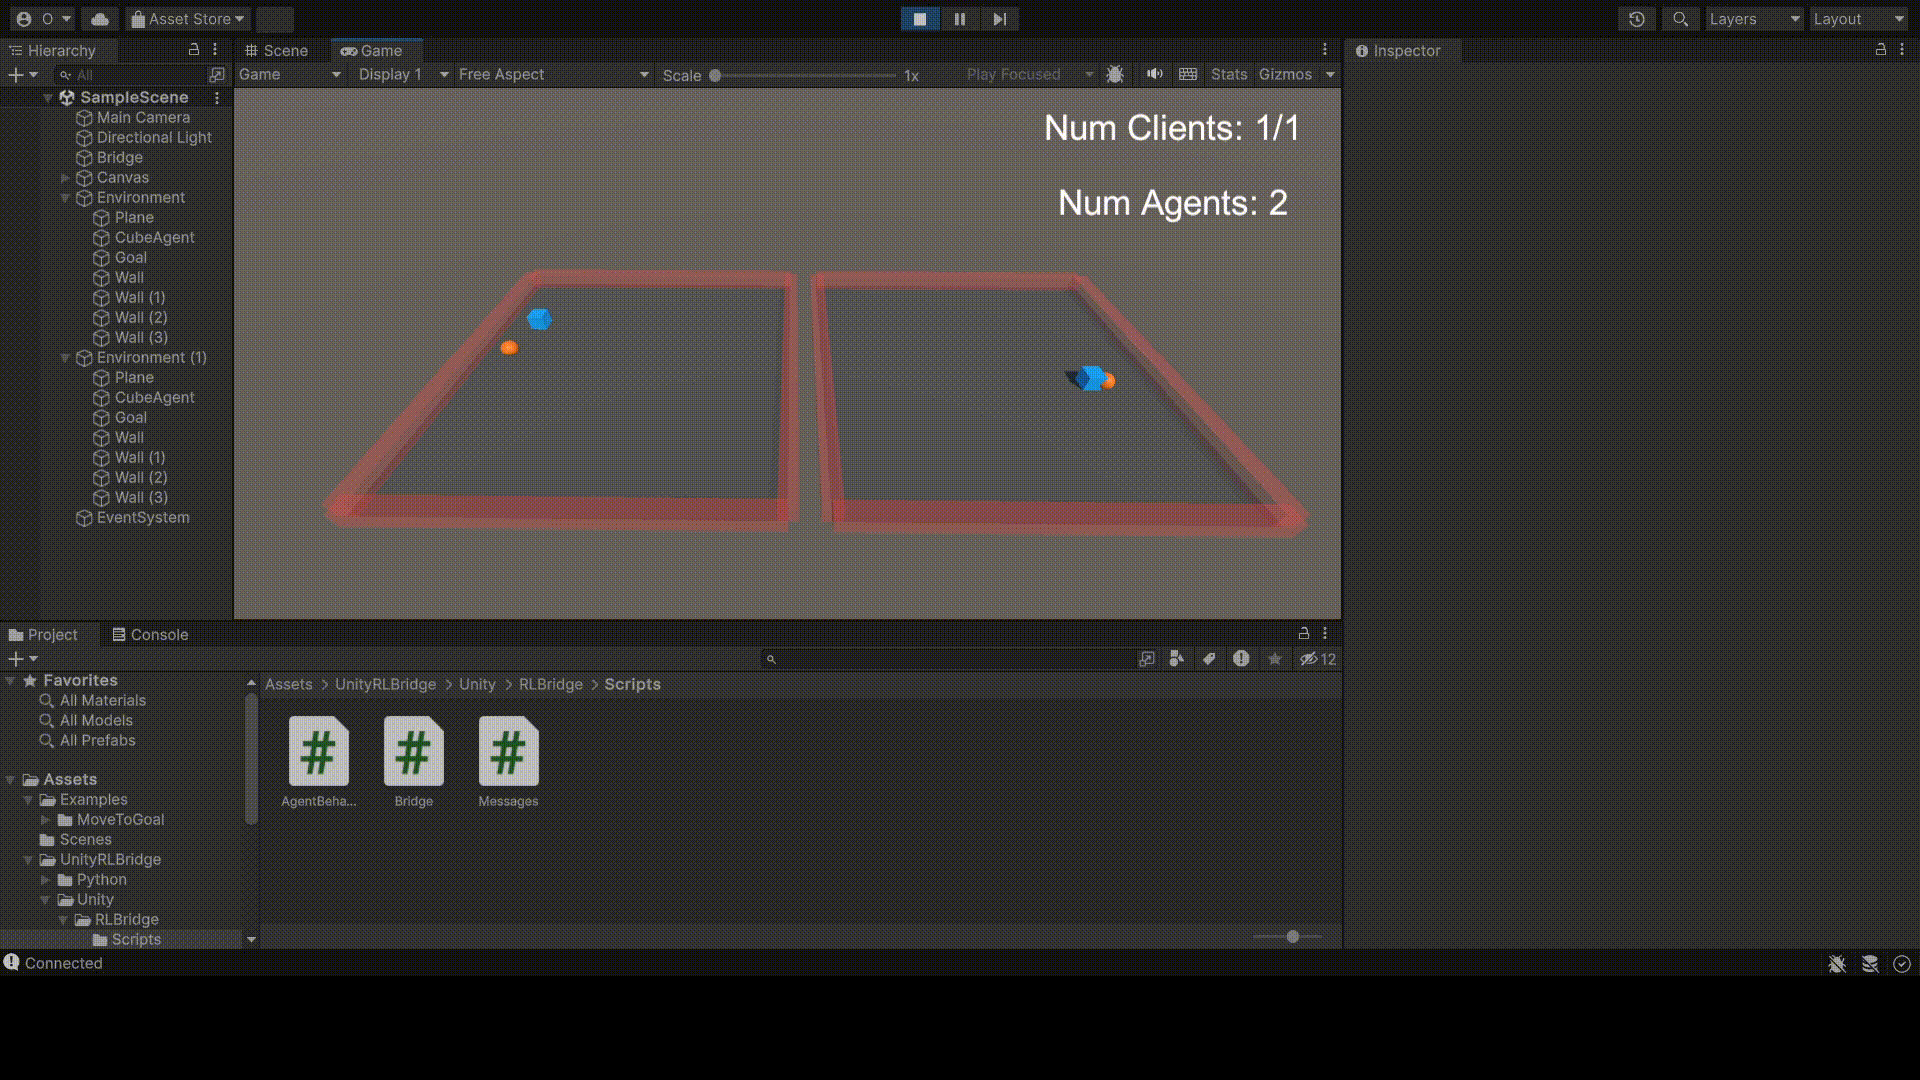 O
Asset Store
Layers
Layout
Hierarchy
Scene
Game
Inspector
All
Game
Display 1
Free Aspect
Scale
1x
Play Focused
Stats
Gizmos
SampleScene
Main Camera
Directional Light
Bridge
Canvas
Environment
Plane
CubeAgent
Goal
Wall
Wall (1)
Wall (2)
Wall (3)
Environment (1)
Plane
CubeAgent
Goal
Wall
Wall (1)
Wall (2)
Wall (3)
EventSystem
Num Clients: 1/1
Num Agents: 2
Project
Console
12
Favorites
All Materials
All Models
All Prefabs
Assets
Examples
MoveToGoal
Scenes
UnityRLBridge
Python
Unity
RLBridge
Scripts
Assets > UnityRLBridge > Unity > RLBridge > Scripts
AgentBeha...
Bridge
Messages
Connected